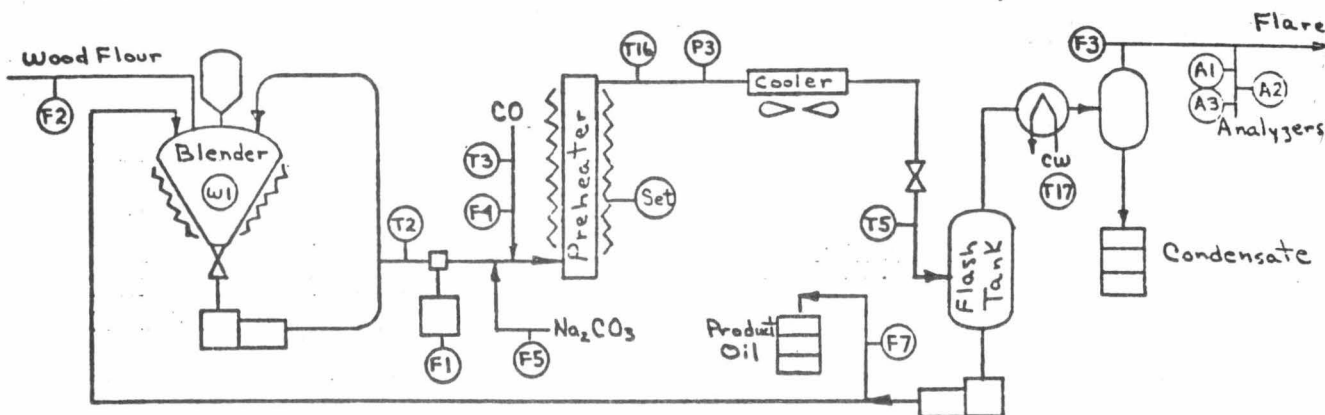 Wood Flour
F2
Blender
W1
T2
F1
CO
T3
F4
Na₂CO₃
F5
Preheater
Set
T16
P3
Cooler
T5
Flash
Tank
Product
Oil
F7
CW
T17
F3
Flare
A1
A2
A3
Analyzers
Condensate